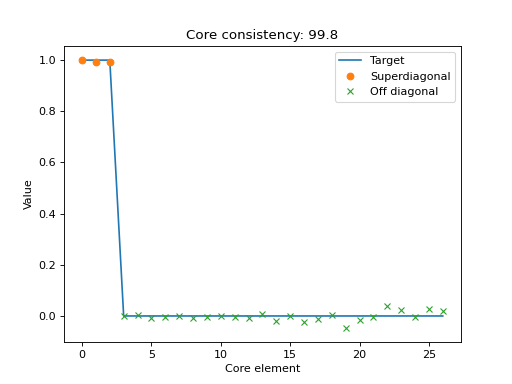 Core consistency: 99.8
Target
Superdiagonal
Off diagonal
Value
1.0
0.8
0.6
0.4
0.2
0.0
0 5 10 15 20 25
Core element